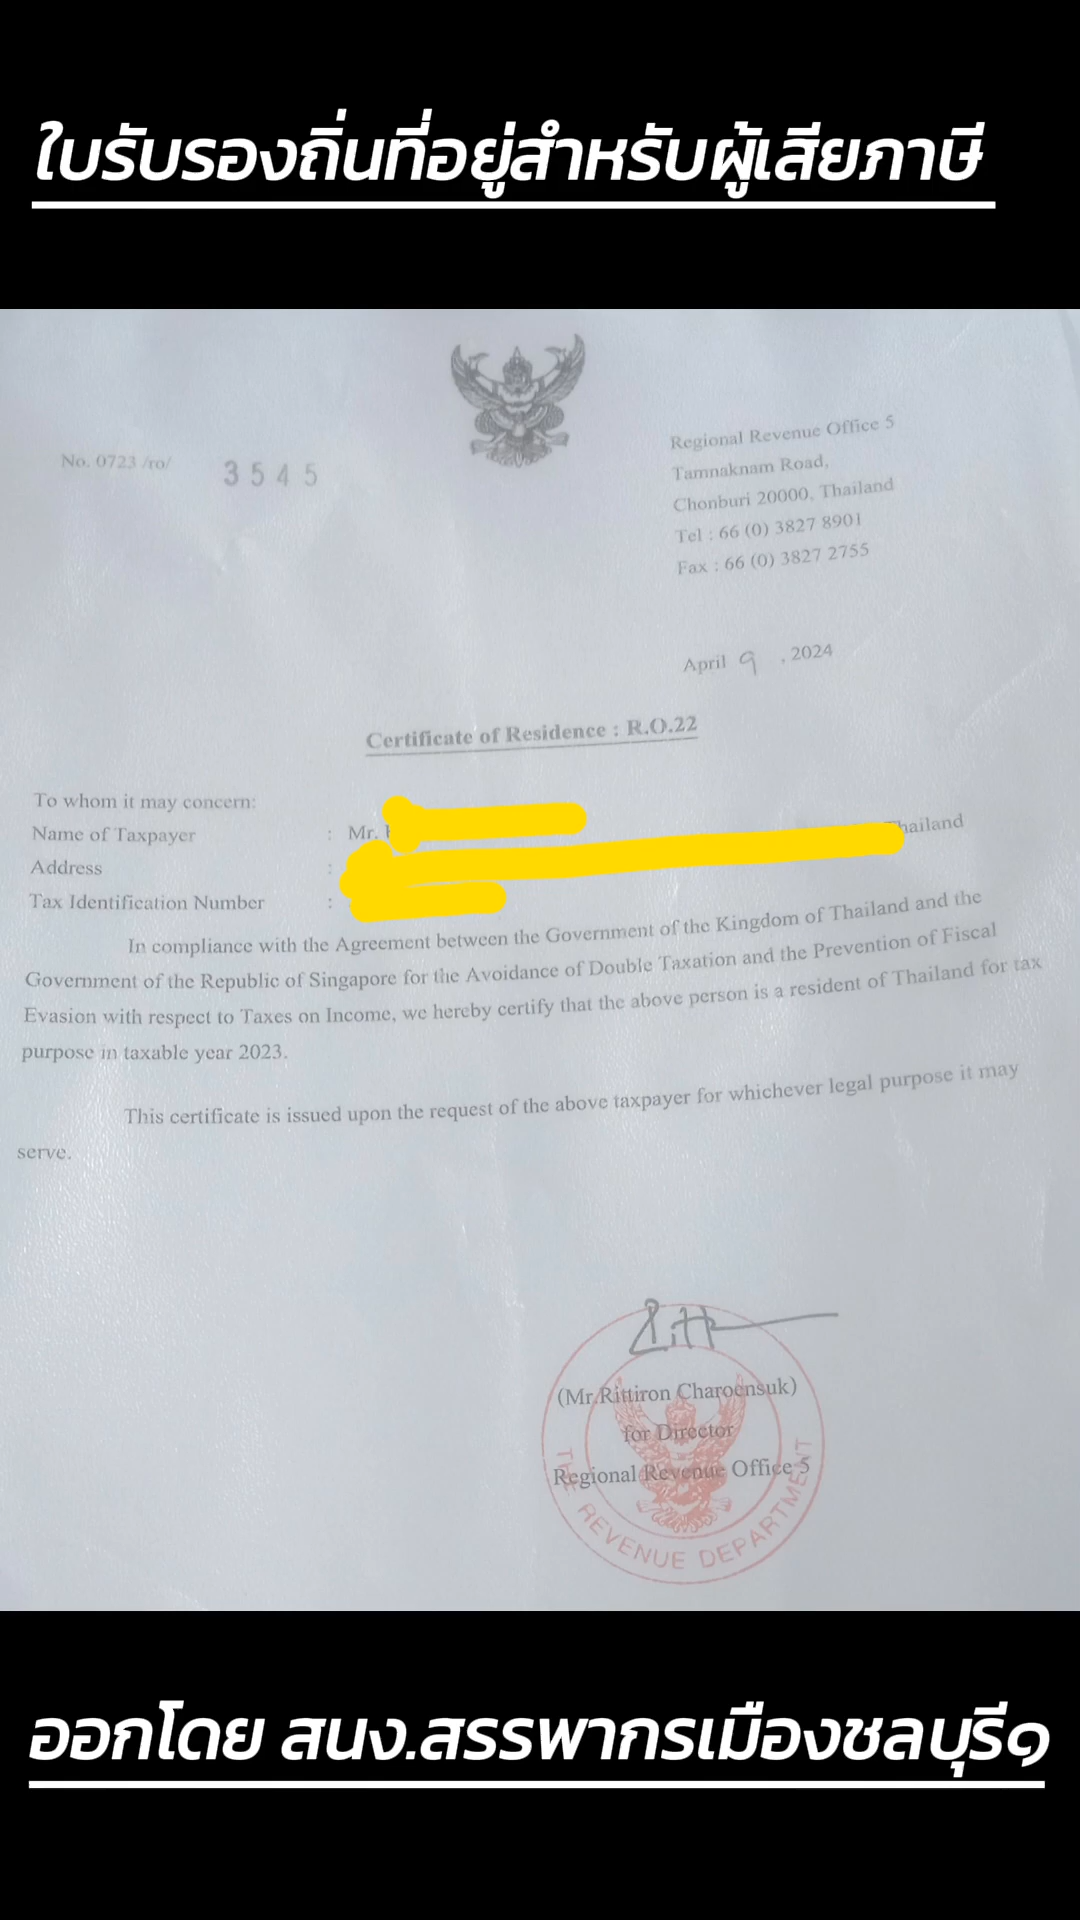 ใบรับรองถิ่นที่อยู่สำหรับผู้เสียภาษี
No. 0723 /ro/ 3545
Regional Revenue Office 5
Tamnaknam Road,
Chonburi 20000, Thailand
Tel : 66 (0) 3827 8901
Fax : 66 (0) 3827 2755
April 9 , 2024
Certificate of Residence : R.O.22
To whom it may concern:
Name of Taxpayer : Mr.
Address : Thailand
Tax Identification Number :
In compliance with the Agreement between the Government of the Kingdom of Thailand and the
Government of the Republic of Singapore for the Avoidance of Double Taxation and the Prevention of Fiscal
Evasion with respect to Taxes on Income, we hereby certify that the above person is a resident of Thailand for tax
purpose in taxable year 2023.
This certificate is issued upon the request of the above taxpayer for whichever legal purpose it may
serve.
(Mr.Rittiron Charoensuk)
for Director
Regional Revenue Office 5
THE REVENUE DEPARTMENT
ออกโดย สนง.สรรพากรเมืองชลบุรี๑